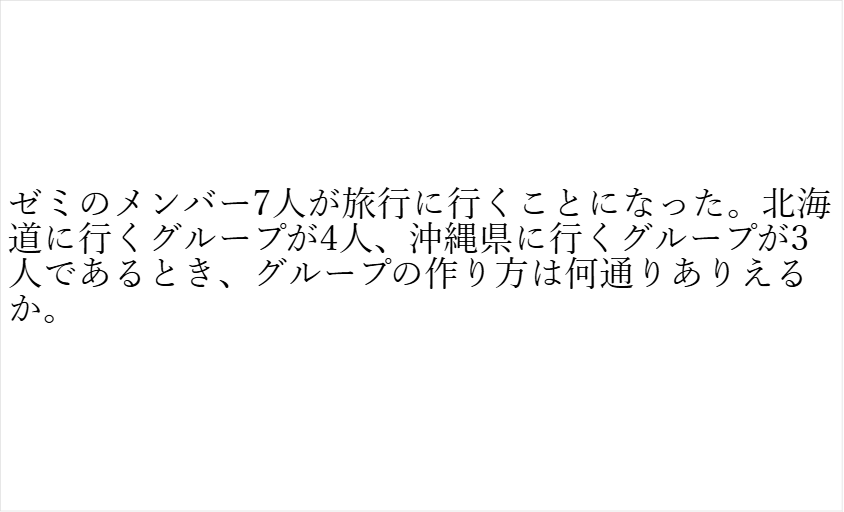 ゼミのメンバー7人が旅行に行くことになった。北海
道に行くグループが4人、沖縄県に行くグループが3
人であるとき、グループの作り方は何通りありえる
か。